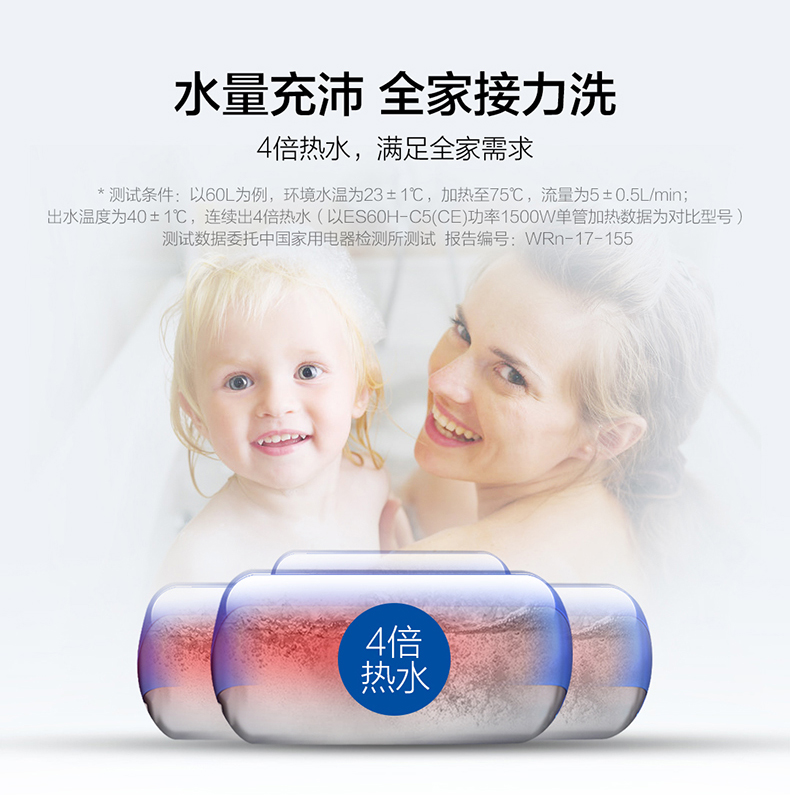 水量充沛 全家接力洗
4倍热水，满足全家需求
* 测试条件：以60L为例，环境水温为23±1℃，加热至75℃，流量为5±0.5L/min；
出水温度为40±1℃，连续出4倍热水（以ES60H-C5(CE)功率1500W单管加热数据为对比型号）
测试数据委托中国家用电器检测所测试 报告编号：WRn-17-155
4倍
热水